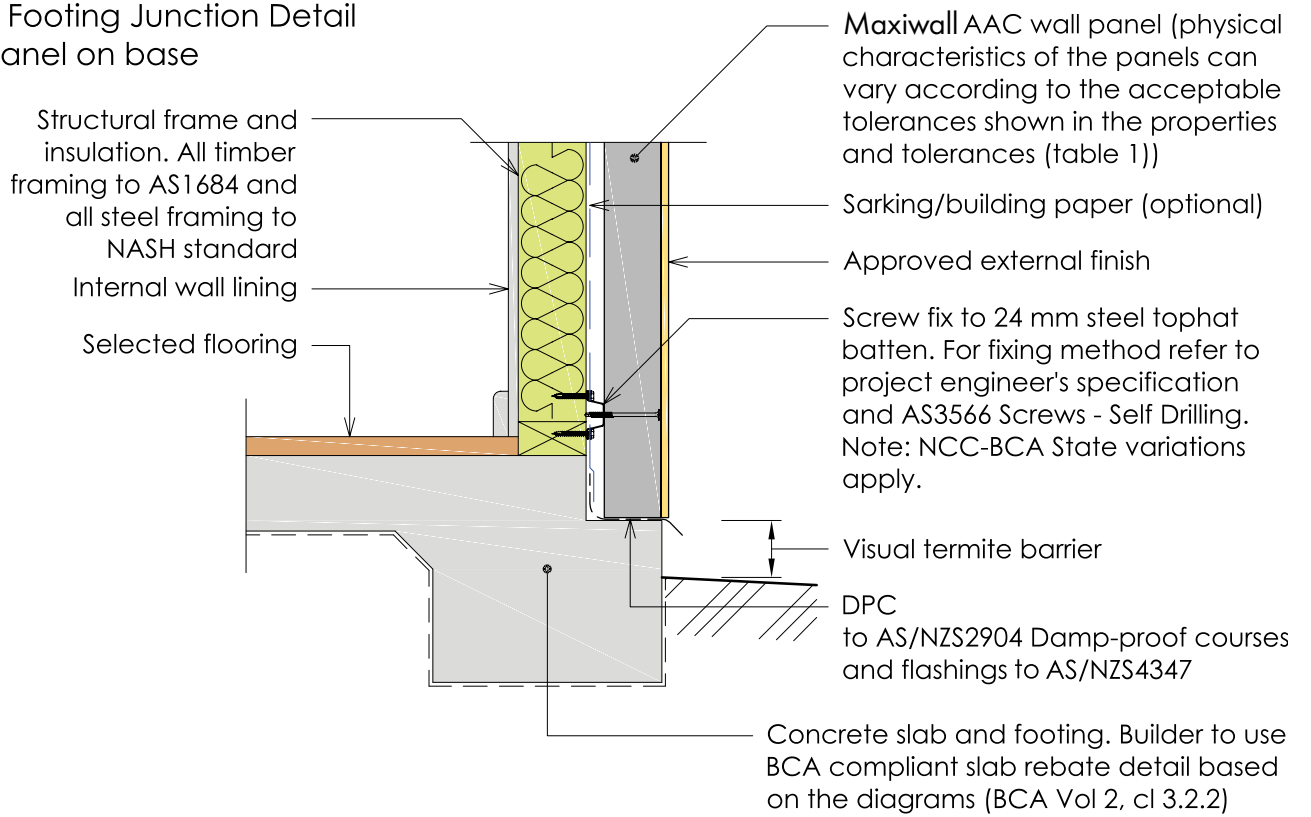 Footing Junction Detail
anel on base
Structural frame and
insulation. All timber
framing to AS1684 and
all steel framing to
NASH standard
Internal wall lining
Selected flooring
Maxiwall AAC wall panel (physical
characteristics of the panels can
vary according to the acceptable
tolerances shown in the properties
and tolerances (table 1))
Sarking/building paper (optional)
Approved external finish
Screw fix to 24 mm steel tophat
batten. For fixing method refer to
project engineer's specification
and AS3566 Screws - Self Drilling.
Note: NCC-BCA State variations
apply.
Visual termite barrier
DPC
to AS/NZS2904 Damp-proof courses
and flashings to AS/NZS4347
Concrete slab and footing. Builder to use
BCA compliant slab rebate detail based
on the diagrams (BCA Vol 2, cl 3.2.2)